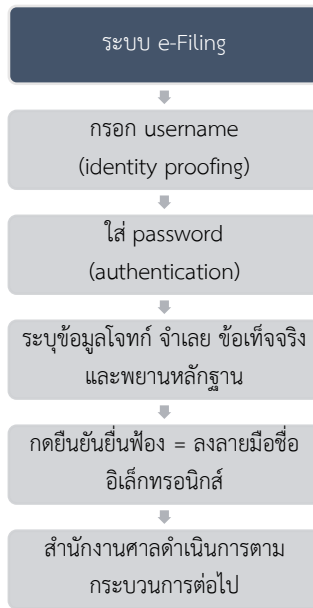 ระบบ e-Filing
กรอก username
(identity proofing)
ใส่ password
(authentication)
ระบุข้อมูลโจทก์ จำเลย ข้อเท็จจริง
และพยานหลักฐาน
กดยืนยันยื่นฟ้อง = ลงลายมือชื่อ
อิเล็กทรอนิกส์
สำนักงานศาลดำเนินการตาม
กระบวนการต่อไป